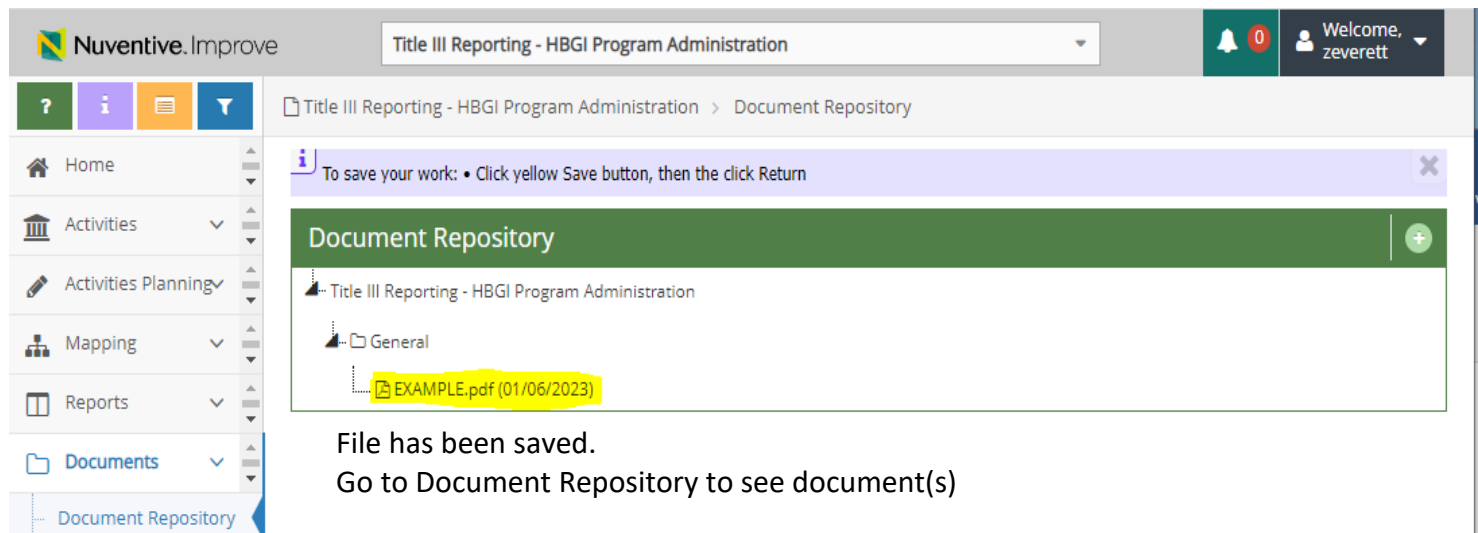 Nuventive.Improve
Title III Reporting - HBGI Program Administration
0
Welcome,
zeverett
? i
Title III Reporting - HBGI Program Administration > Document Repository
Home
i To save your work: • Click yellow Save button, then the click Return
Activities
Document Repository
Activities Planning
Title III Reporting - HBGI Program Administration
Mapping
General
EXAMPLE.pdf (01/06/2023)
Reports
File has been saved.
Documents
Go to Document Repository to see document(s)
Document Repository